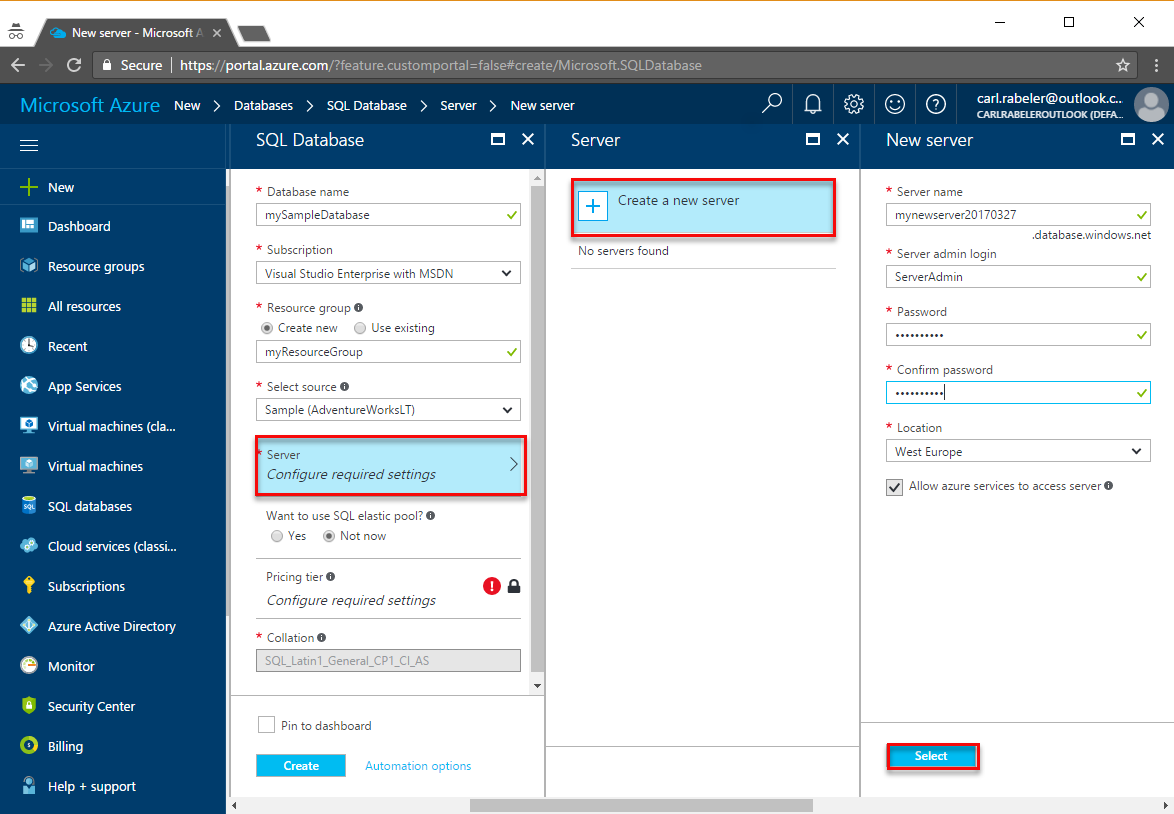 New server - Microsoft A
Secure
https://portal.azure.com/?feature.customportal=false#create/Microsoft.SQLDatabase
Microsoft Azure New > Databases > SQL Database > Server > New server
carl.rabeler@outlook.c...
CARLRABELEROUTLOOK (DEFA...
New
Dashboard
Resource groups
All resources
Recent
App Services
Virtual machines (cla...
Virtual machines
SQL databases
Cloud services (classi...
Subscriptions
Azure Active Directory
Monitor
Security Center
Billing
Help + support
SQL Database
* Database name
mySampleDatabase
* Subscription
Visual Studio Enterprise with MSDN
* Resource group
Create new Use existing
myResourceGroup
* Select source
Sample (AdventureWorksLT)
* Server
Configure required settings
Want to use SQL elastic pool?
Yes Not now
Pricing tier
Configure required settings
* Collation
SQL_Latin1_General_CP1_CI_AS
Pin to dashboard
Create Automation options
Server
Create a new server
No servers found
New server
* Server name
mynewserver20170327
.database.windows.net
* Server admin login
ServerAdmin
* Password
••••••••••
* Confirm password
••••••••••
* Location
West Europe
Allow azure services to access server
Select